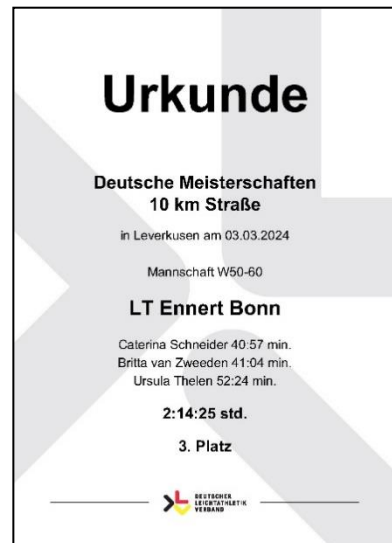 Urkunde
Deutsche Meisterschaften
10 km Straße
in Leverkusen am 03.03.2024
Mannschaft W50-60
LT Ennert Bonn
Caterina Schneider 40:57 min.
Britta van Zweeden 41:04 min.
Ursula Thelen 52:24 min.
2:14:25 std.
3. Platz
DEUTSCHER
LEICHTATHLETIK
VERBAND